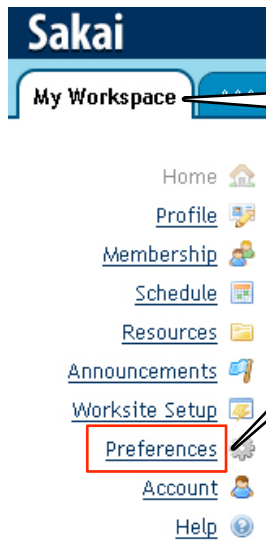 Sakai
My Workspace
Home
Profile
Membership
Schedule
Resources
Announcements
Worksite Setup
Preferences
Account
Help